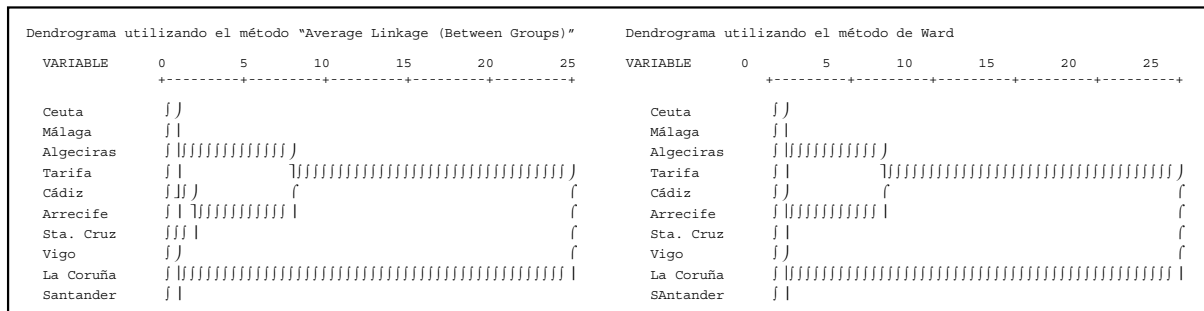 Dendrograma utilizando el método “Average Linkage (Between Groups)”
VARIABLE 0 5 10 15 20 25
+---------+---------+---------+---------+---------+
Ceuta
Málaga
Algeciras
Tarifa
Cádiz
Arrecife
Sta. Cruz
Vigo
La Coruña
Santander
Dendrograma utilizando el método de Ward
VARIABLE 0 5 10 15 20 25
+---------+---------+---------+---------+---------+
Ceuta
Málaga
Algeciras
Tarifa
Cádiz
Arrecife
Sta. Cruz
Vigo
La Coruña
SAntander